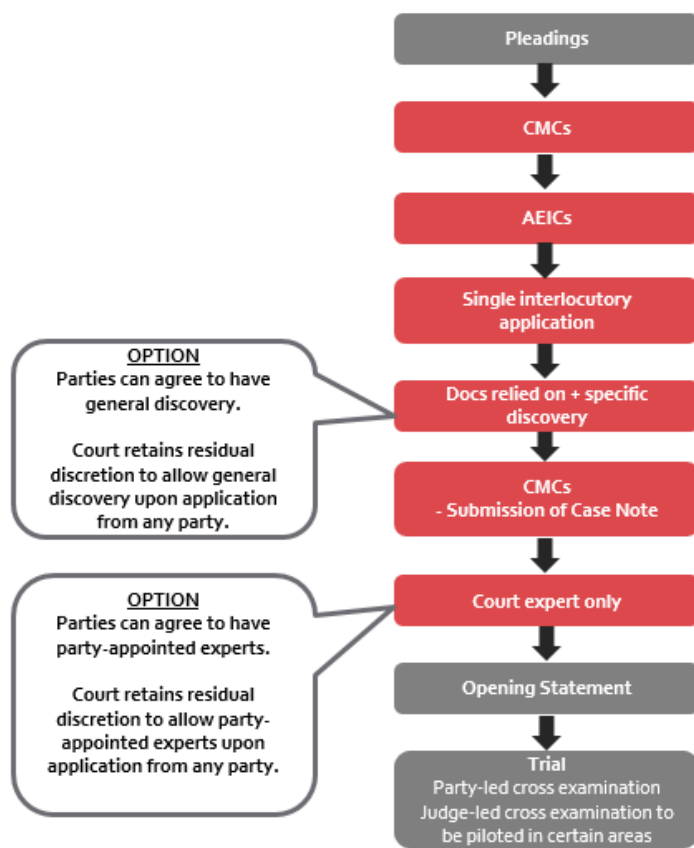 Pleadings
CMCs
AEICs
Single interlocutory
application
OPTION
Parties can agree to have
general discovery.
Court retains residual
discretion to allow general
discovery upon application
from any party.
Docs relied on + specific
discovery
CMCs
- Submission of Case Note
OPTION
Parties can agree to have
party-appointed experts.
Court retains residual
discretion to allow party-
appointed experts upon
application from any party.
Court expert only
Opening Statement
Trial
Party-led cross examination
Judge-led cross examination to
be piloted in certain areas